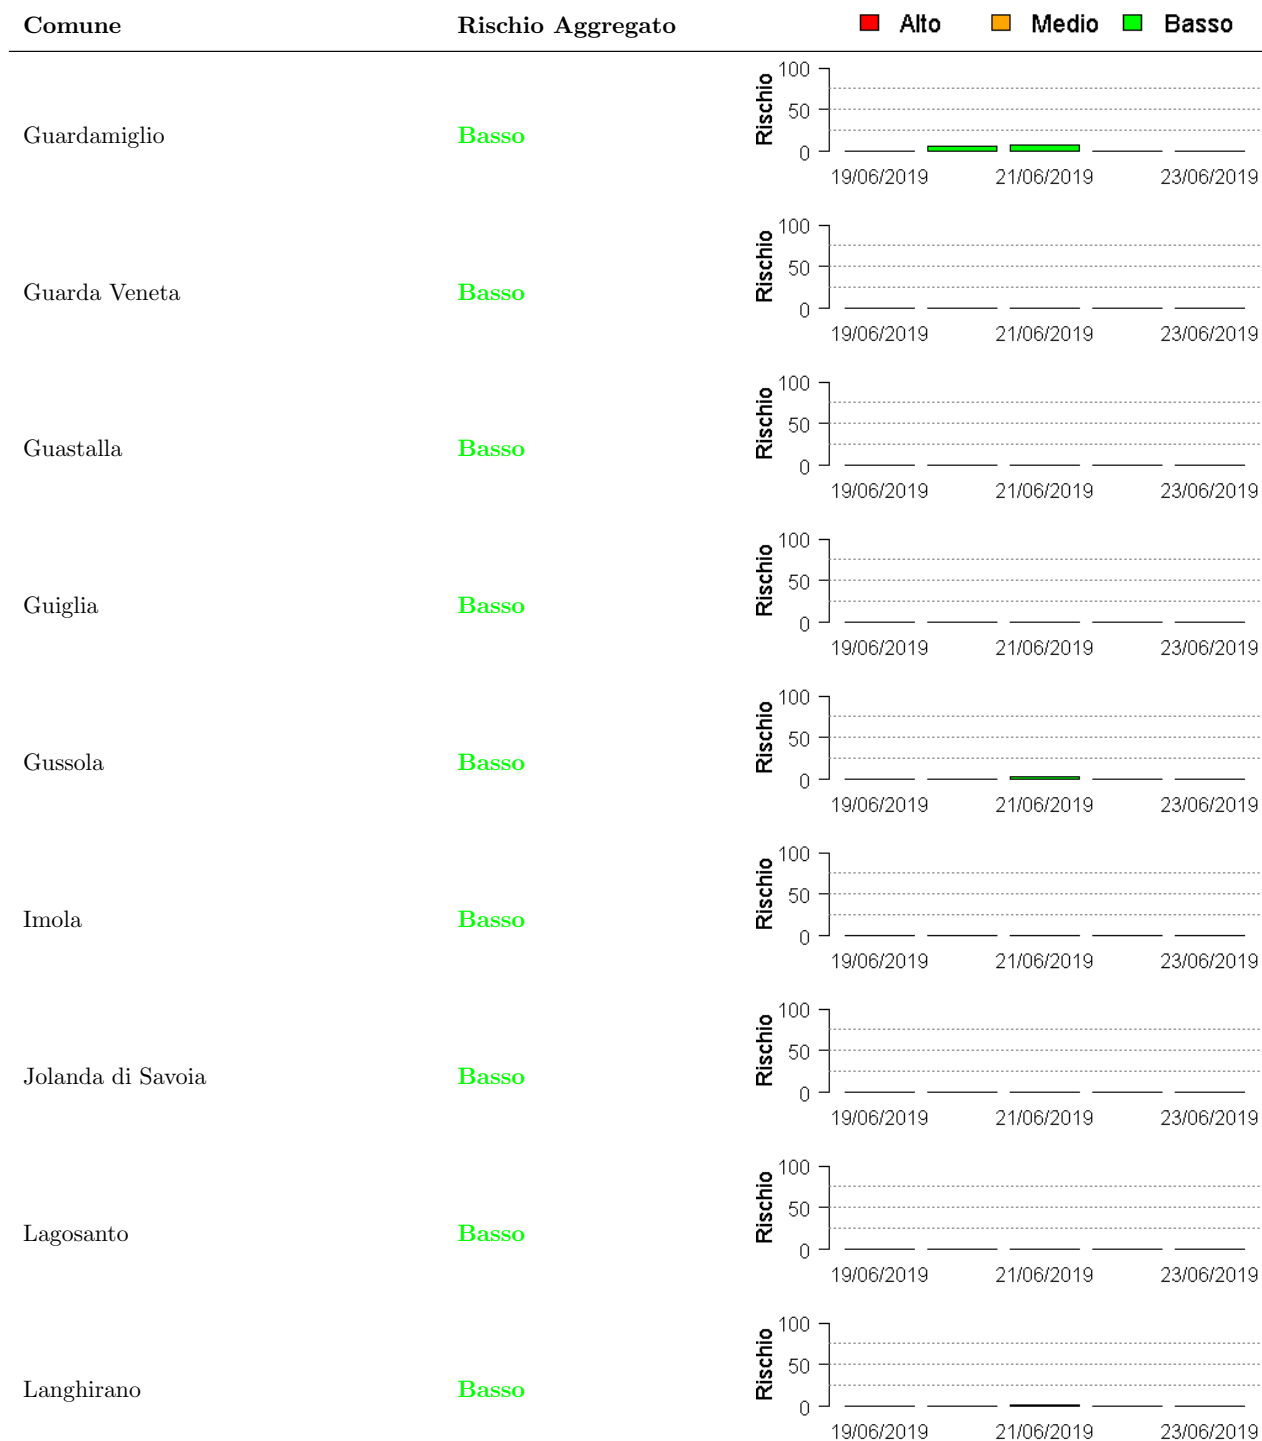 Comune Rischio Aggregato Alto Medio Basso
Guardamiglio Basso Rischio 100 50 0
19/06/2019 21/06/2019 23/06/2019
Guarda Veneta Basso Rischio 100 50 0
19/06/2019 21/06/2019 23/06/2019
Guastalla Basso Rischio 100 50 0
19/06/2019 21/06/2019 23/06/2019
Guiglia Basso Rischio 100 50 0
19/06/2019 21/06/2019 23/06/2019
Gussola Basso Rischio 100 50 0
19/06/2019 21/06/2019 23/06/2019
Imola Basso Rischio 100 50 0
19/06/2019 21/06/2019 23/06/2019
Jolanda di Savoia Basso Rischio 100 50 0
19/06/2019 21/06/2019 23/06/2019
Lagosanto Basso Rischio 100 50 0
19/06/2019 21/06/2019 23/06/2019
Langhirano Basso Rischio 100 50 0
19/06/2019 21/06/2019 23/06/2019